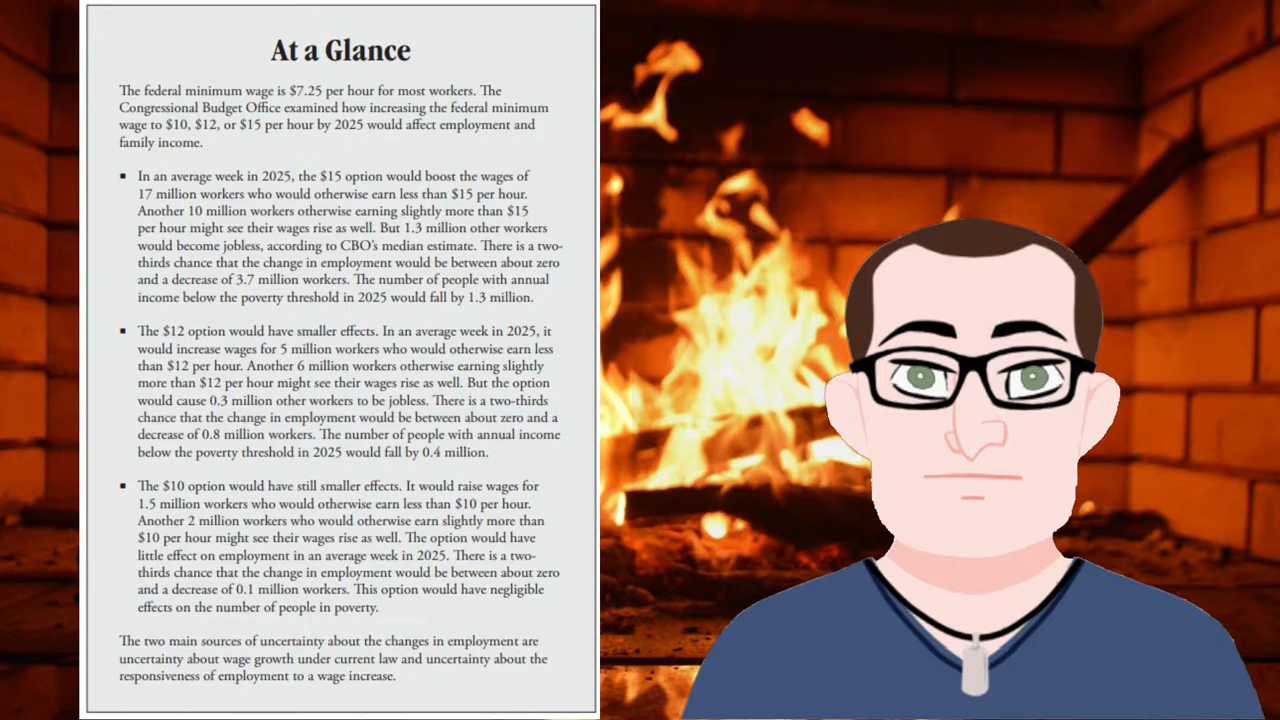 At a Glance
The federal minimum wage is $7.25 per hour for most workers. The
Congressional Budget Office examined how increasing the federal minimum
wage to $10, $12, or $15 per hour by 2025 would affect employment and
family income.
▪ In an average week in 2025, the $15 option would boost the wages of
17 million workers who would otherwise earn less than $15 per hour.
Another 10 million workers otherwise earning slightly more than $15
per hour might see their wages rise as well. But 1.3 million other workers
would become jobless, according to CBO’s median estimate. There is a two-
thirds chance that the change in employment would be between about zero
and a decrease of 3.7 million workers. The number of people with annual
income below the poverty threshold in 2025 would fall by 1.3 million.
▪ The $12 option would have smaller effects. In an average week in 2025, it
would increase wages for 5 million workers who would otherwise earn less
than $12 per hour. Another 6 million workers otherwise earning slightly
more than $12 per hour might see their wages rise as well. But the option
would cause 0.3 million other workers to be jobless. There is a two-thirds
chance that the change in employment would be between about zero and a
decrease of 0.8 million workers. The number of people with annual income
below the poverty threshold in 2025 would fall by 0.4 million.
▪ The $10 option would have still smaller effects. It would raise wages for
1.5 million workers who would otherwise earn less than $10 per hour.
Another 2 million workers who would otherwise earn slightly more than
$10 per hour might see their wages rise as well. The option would have
little effect on employment in an average week in 2025. There is a two-
thirds chance that the change in employment would be between about zero
and a decrease of 0.1 million workers. This option would have negligible
effects on the number of people in poverty.
The two main sources of uncertainty about the changes in employment are
uncertainty about wage growth under current law and uncertainty about the
responsiveness of employment to a wage increase.